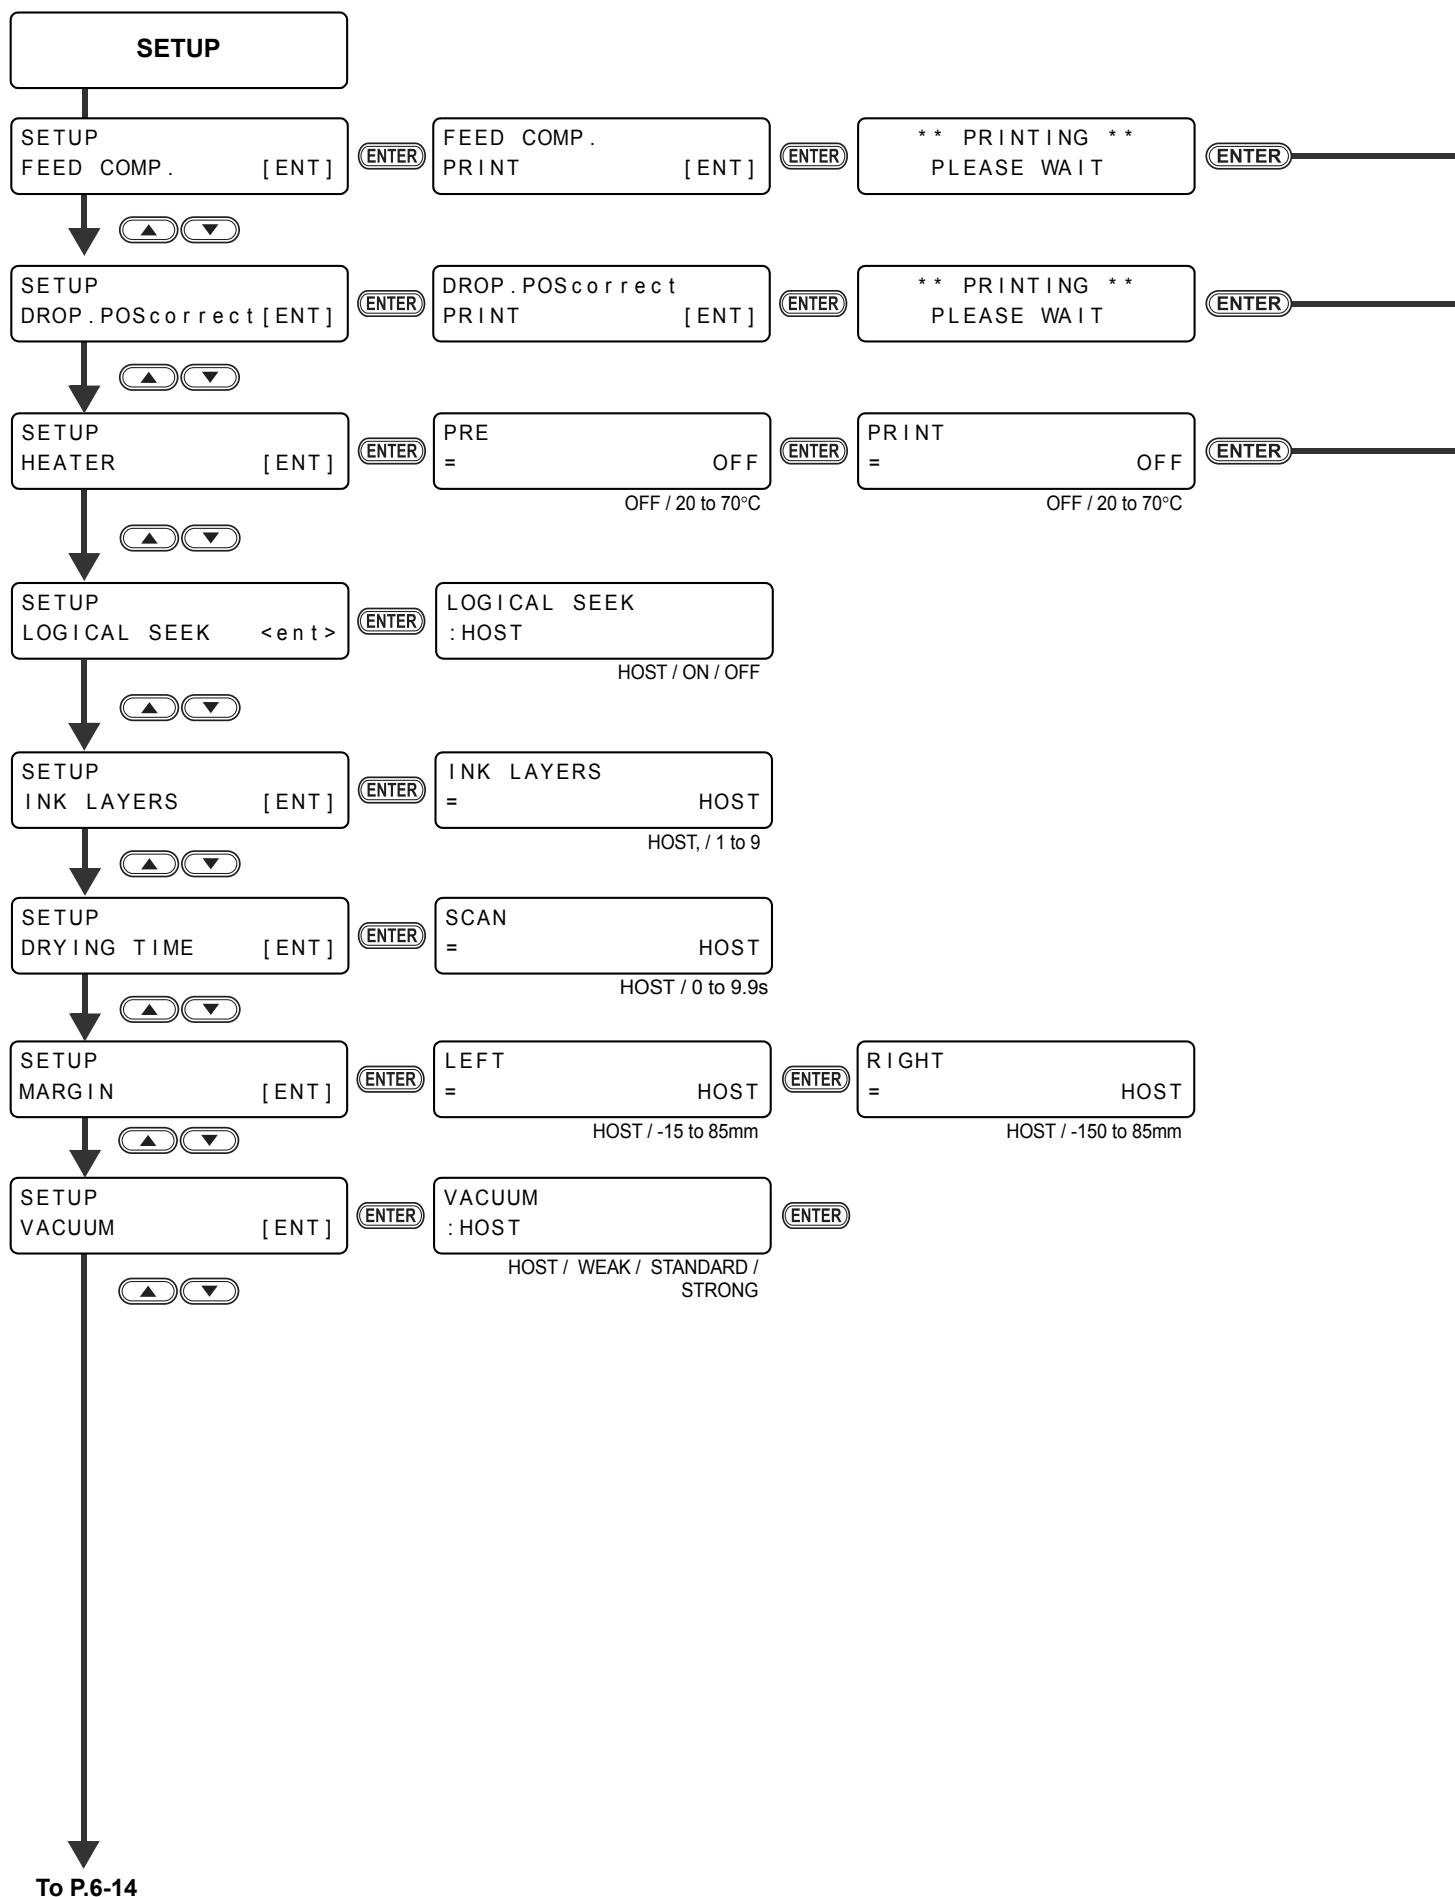 SETUP
SETUP
FEED COMP. [ENT]
ENTER
FEED COMP.
PRINT [ENT]
ENTER
** PRINTING **
PLEASE WAIT
ENTER
SETUP
DROP.POScorrect[ENT]
ENTER
DROP.POScorrect
PRINT [ENT]
ENTER
** PRINTING **
PLEASE WAIT
ENTER
SETUP
HEATER [ENT]
ENTER
PRE
= OFF
OFF / 20 to 70°C
ENTER
PRINT
= OFF
OFF / 20 to 70°C
ENTER
SETUP
LOGICAL SEEK <ent>
ENTER
LOGICAL SEEK
:HOST
HOST / ON / OFF
SETUP
INK LAYERS [ENT]
ENTER
INK LAYERS
= HOST
HOST, / 1 to 9
SETUP
DRYING TIME [ENT]
ENTER
SCAN
= HOST
HOST / 0 to 9.9s
SETUP
MARGIN [ENT]
ENTER
LEFT
= HOST
HOST / -15 to 85mm
ENTER
RIGHT
= HOST
HOST / -150 to 85mm
SETUP
VACUUM [ENT]
ENTER
VACUUM
:HOST
HOST / WEAK / STANDARD /
STRONG
ENTER
To P.6-14